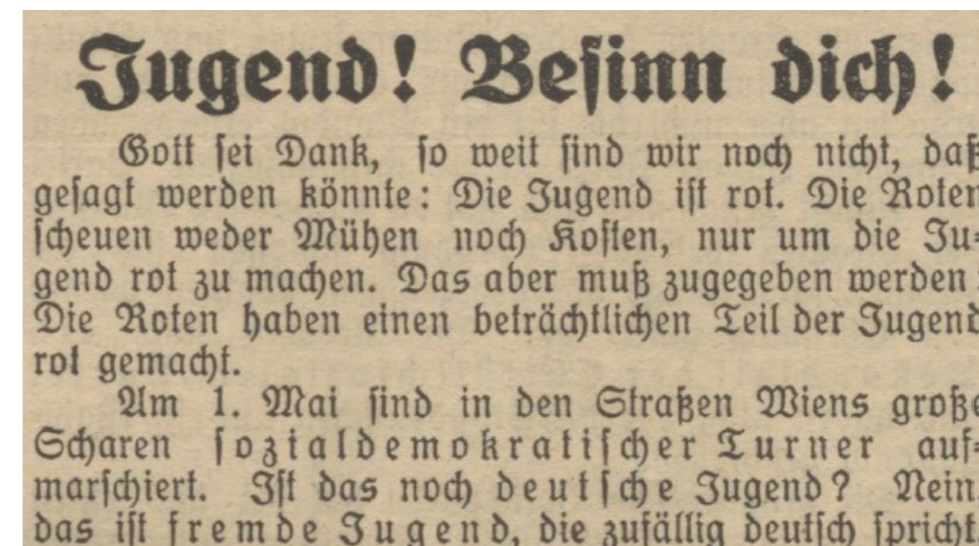 Jugend! Besinn dich!
Gott sei Dank, so weit sind wir noch nicht, daß
gesagt werden könnte: Die Jugend ist rot. Die Roten
scheuen weder Mühen noch Kosten, nur um die Ju-
gend rot zu machen. Das aber muß zugegeben werden
Die Roten haben einen beträchtlichen Teil der Jugend
rot gemacht.
Am 1. Mai sind in den Straßen Wiens große
Scharen sozialdemokratischer Turner auf-
marschiert. Ist das noch deutsche Jugend? Nein
das ist fremde Jugend, die zufällig deutsch spricht